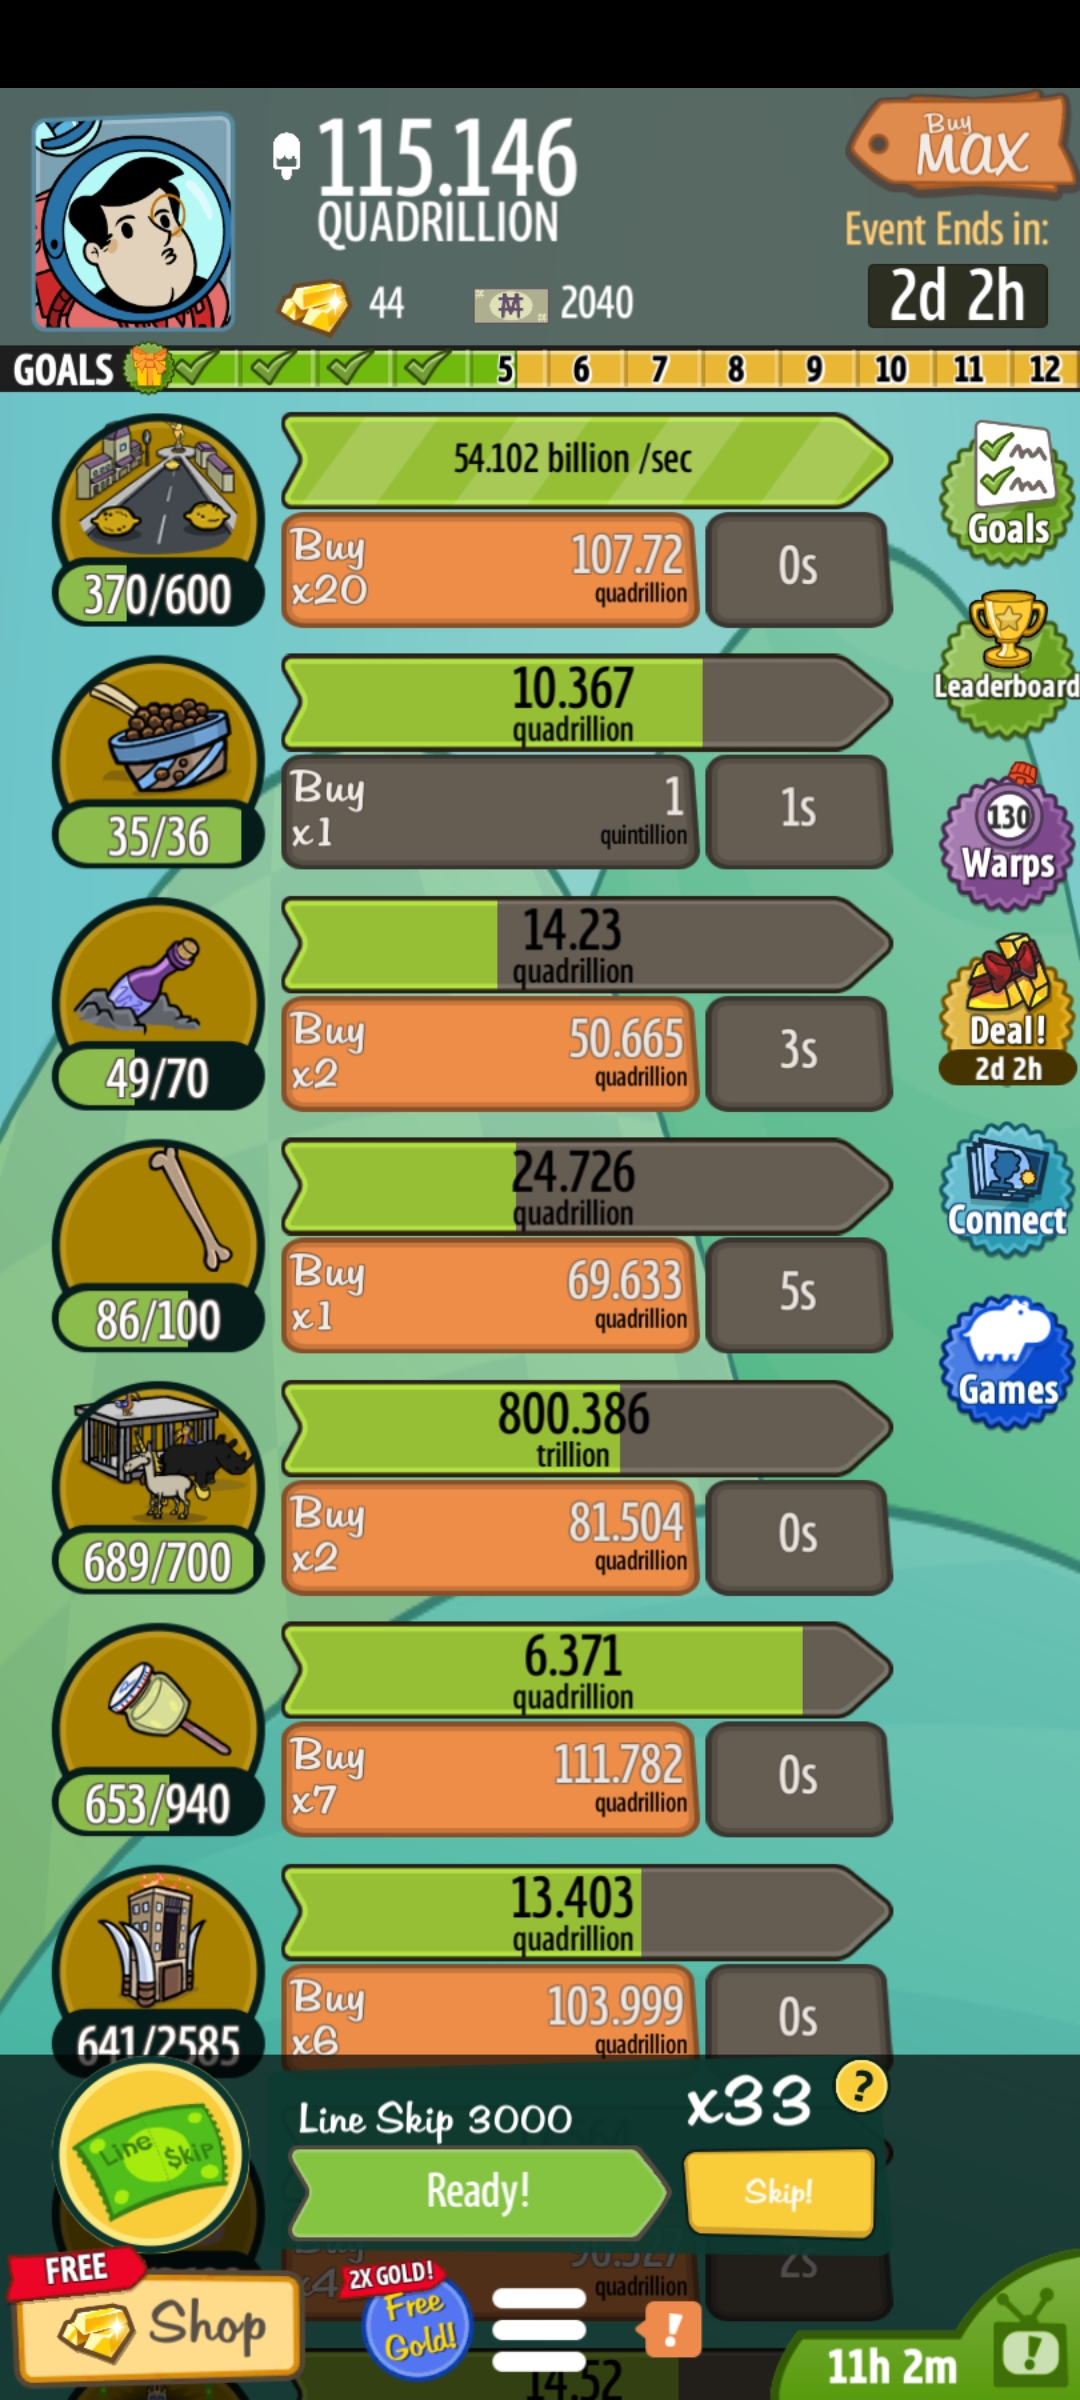 115.146
QUADRILLION
Buy
MAX
Event Ends in:
2d 2h
44
2040
GOALS 5 6 7 8 9 10 11 12
54.102 billion /sec
Buy
x20
107.72
quadrillion
0s
370/600
Goals
10.367
quadrillion
Leaderboard
Buy
x1
1
quintillion
1s
35/36
130
Warps
14.23
quadrillion
Buy
x2
50.665
quadrillion
3s
49/70
Deal!
2d 2h
24.726
quadrillion
Connect
Buy
x1
69.633
quadrillion
5s
86/100
Games
800.386
trillion
Buy
x2
81.504
quadrillion
0s
689/700
6.371
quadrillion
Buy
x7
111.782
quadrillion
0s
653/940
13.403
quadrillion
Buy
x6
103.999
quadrillion
0s
641/2585
Line Skip 3000
x33
?
Line $kip
Ready!
Skip!
Buy
x4
quadrillion
2s
FREE
Shop
2X GOLD!
Free
Gold!
!
14.52
11h 2m
!